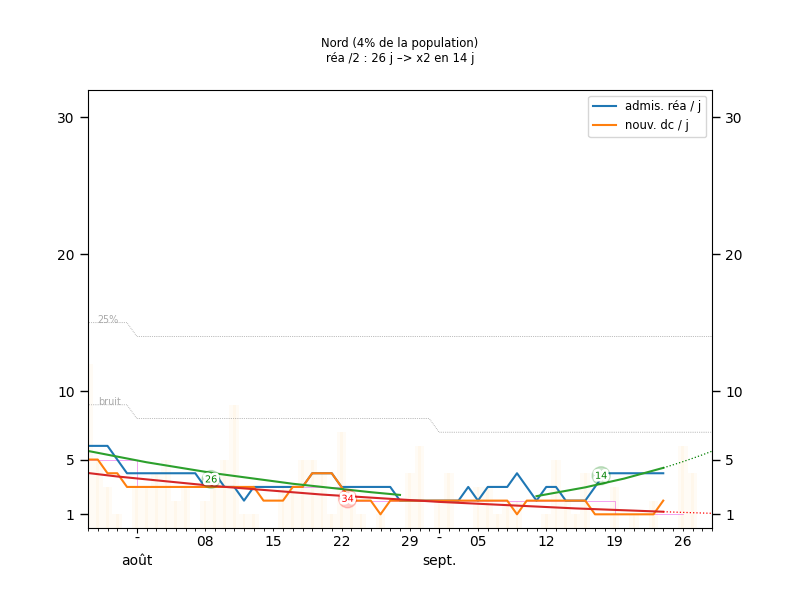 Nord (4% de la population)
réa /2 : 26 j –> x2 en 14 j
admis. réa / j
nouv. dc / j
30 30
20 20
25%
10 10
bruit
5 5
26 14
34
1 1
- 08 15 22 29 - 05 12 19 26
août sept.